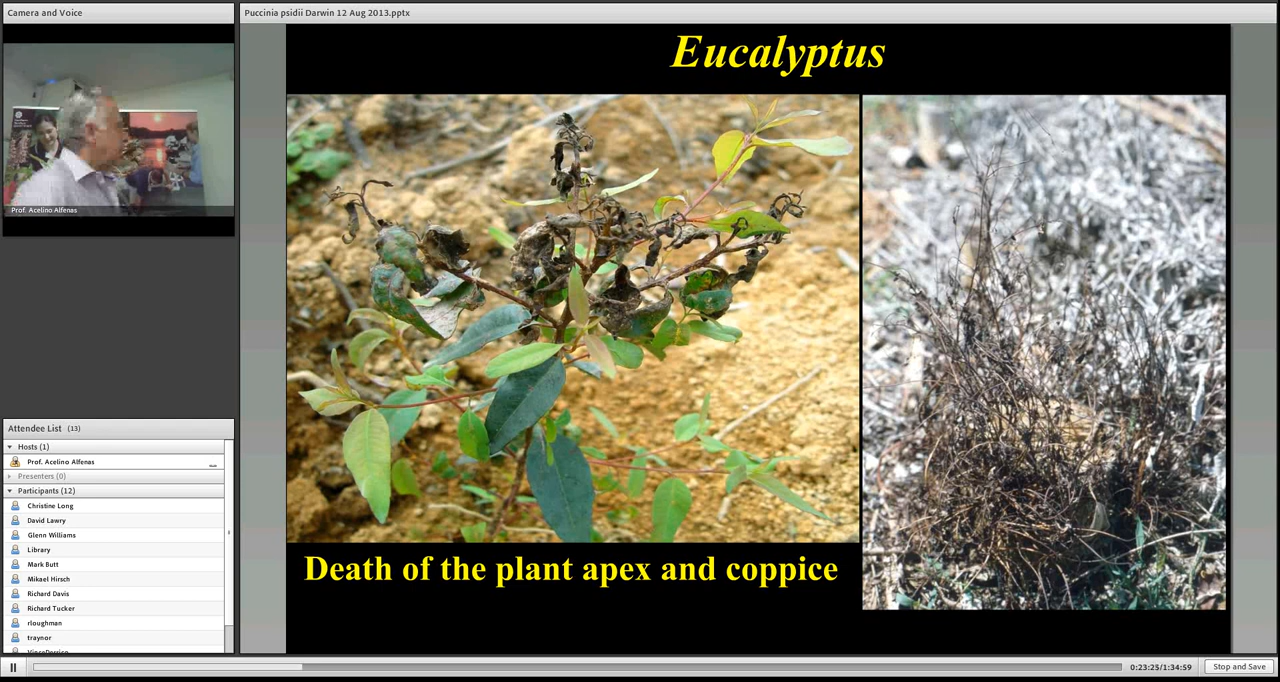 Camera and Voice
Prof. Acelino Alfenas
Attendee List (13)
Hosts (1)
Prof. Acelino Alfenas
Presenters (0)
Participants (12)
Christine Long
David Lawry
Glenn Williams
Library
Mark Butt
Mikael Hirsch
Richard Davis
Richard Tucker
rloughman
traynor
Puccinia psidii Darwin 12 Aug 2013.pptx
Eucalyptus
Death of the plant apex and coppice
0:23:25/1:34:59
Stop and Save